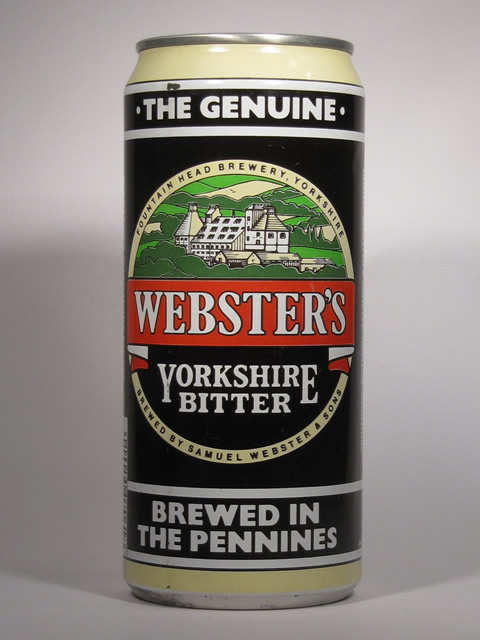 • THE GENUINE •
FOUNTAIN HEAD BREWERY, YORKSHIRE
WEBSTER'S
YORKSHIRE
BITTER
BREWED BY SAMUEL WEBSTER & SONS
BREWED IN
THE PENNINES